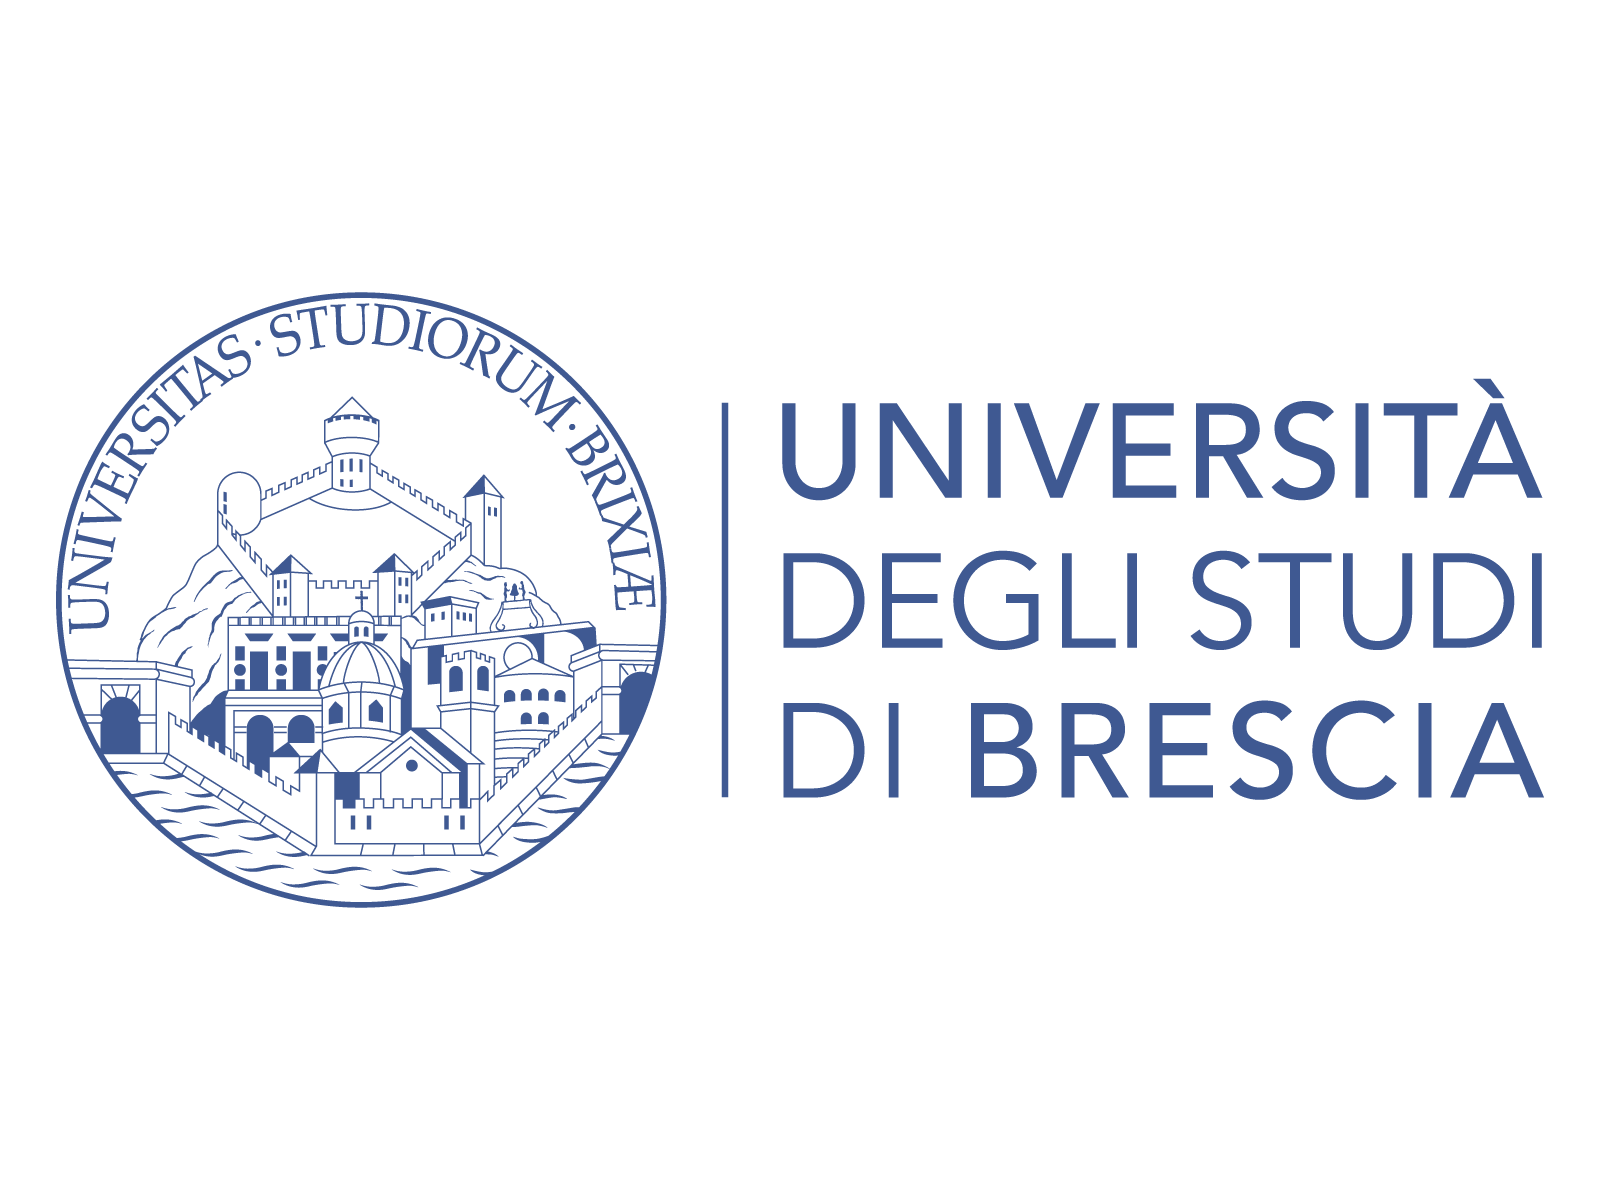 UNIVERSITAS · STUDIORUM · BRIXIÆ
UNIVERSITÀ
DEGLI STUDI
DI BRESCIA